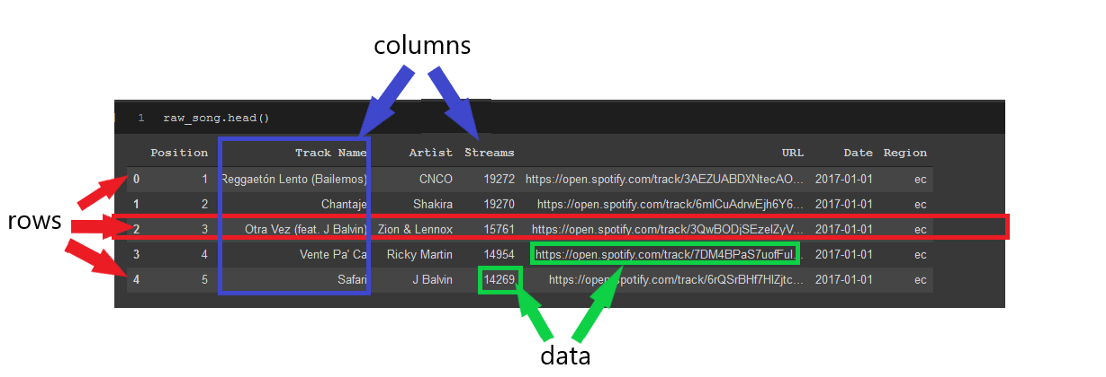 columns
1 raw_song.head()
Position Track Name Artist Streams URL Date Region
0 1 Reggaetón Lento (Bailemos) CNCO 19272 https://open.spotify.com/track/3AEZUABDXNtecAO... 2017-01-01 ec
1 2 Chantaje Shakira 19270 https://open.spotify.com/track/6mlCuAdrwEjh6Y6... 2017-01-01 ec
rows
2 3 Otra Vez (feat. J Balvin) Zion & Lennox 15761 https://open.spotify.com/track/3QwBODjSEzelZyV... 2017-01-01 ec
3 4 Vente Pa' Ca Ricky Martin 14954 https://open.spotify.com/track/7DM4BPaS7uofFul... 2017-01-01 ec
4 5 Safari J Balvin 14269 https://open.spotify.com/track/6rQSrBHf7HlZjtc... 2017-01-01 ec
data